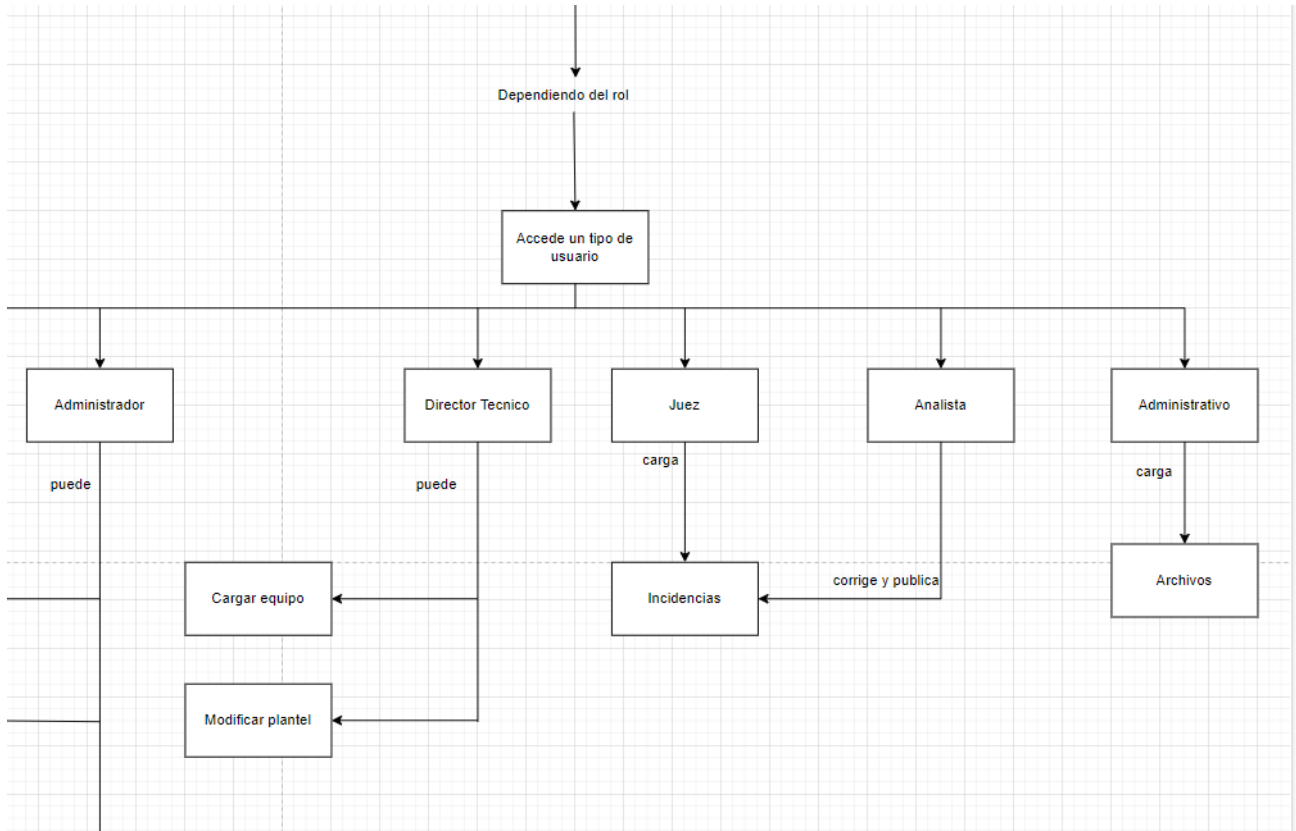 Dependiendo del rol
Accede un tipo de
usuario
Administrador
Director Tecnico
Juez
Analista
Administrativo
puede
puede
carga
carga
Cargar equipo
Incidencias
corrige y publica
Archivos
Modificar plantel